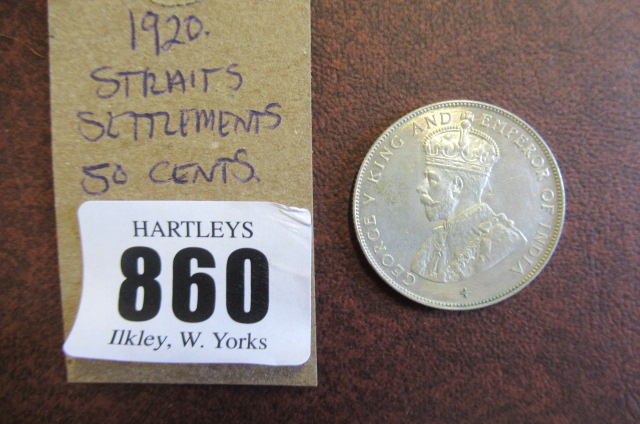 1920.
STRAITS
SETTLEMENTS
50 CENTS.
HARTLEYS
860
Ilkley, W. Yorks
GEORGE V KING AND EMPEROR OF INDIA